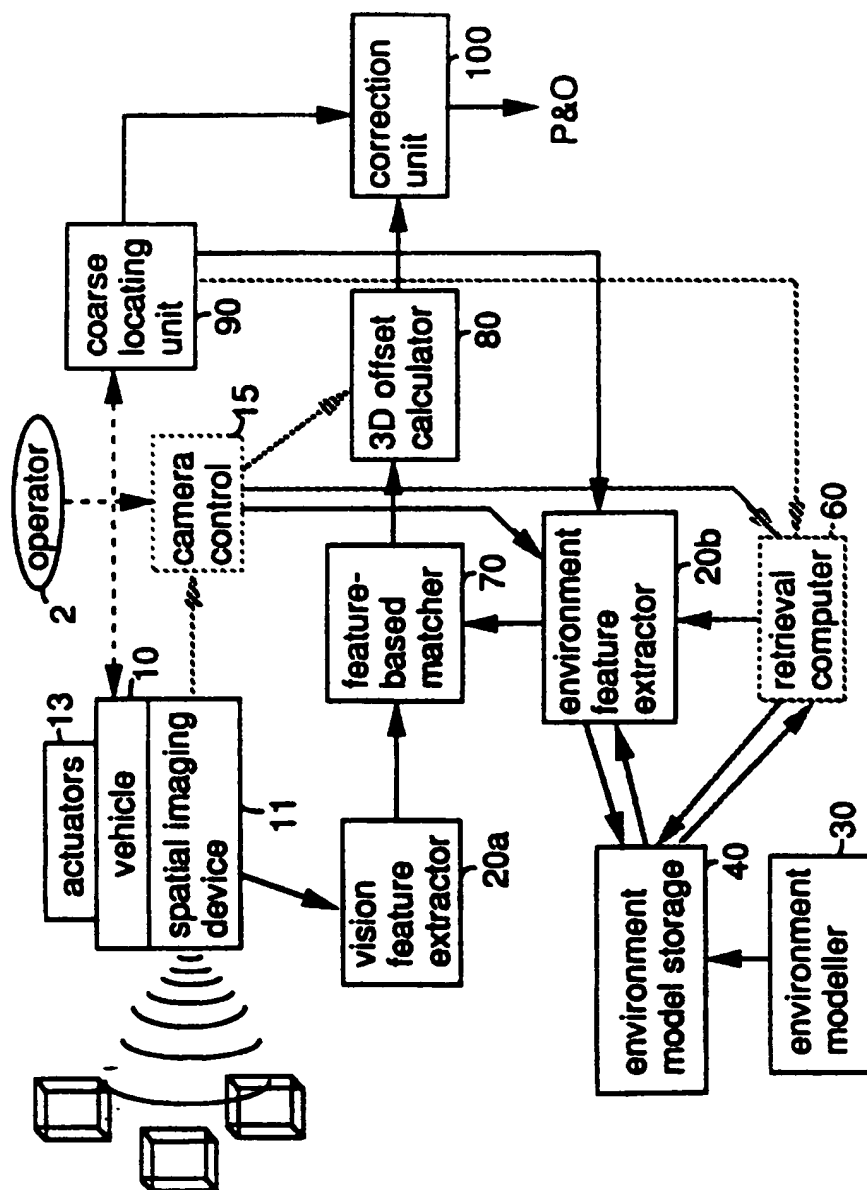 operator
2
actuators
13
vehicle
10
spatial imaging
device
11
camera
control
15
coarse
locating
unit
90
correction
unit
100
P&O
vision
feature
extractor
20a
feature-
based
matcher
70
3D offset
calculator
80
environment
feature
extractor
20b
environment
model storage
40
retrieval
computer
60
environment
modeller
30